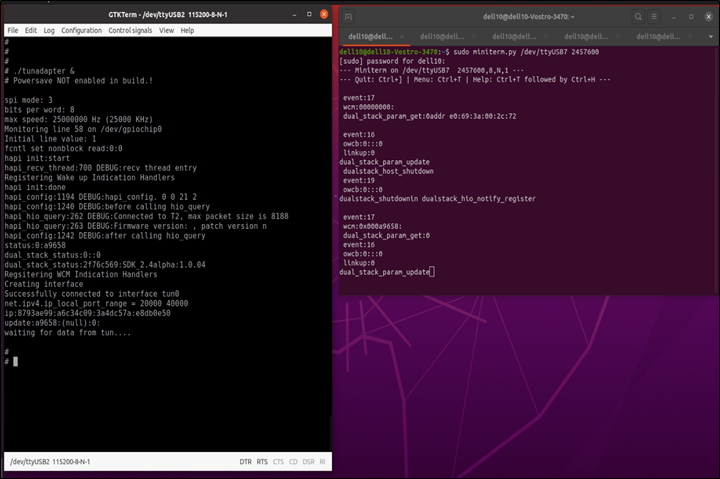 GTKTerm - /dev/ttyUSB2  115200-8-N-1
File Edit Log Configuration Control signals View Help
#
#
#
# ./tunadapter &
# Powersave NOT enabled in build.!
spi mode: 3
bits per word: 8
max speed: 25000000 Hz (25000 KHz)
Monitoring line 58 on /dev/gpiochip0
Initial line value: 1
fcntl set nonblock read:0:0
hapi init:start
hapi_recv_thread:700 DEBUG:recv thread entry
Registering Wake up Indication Handlers
hapi init:done
hapi_config:1194 DEBUG:hapi_config. 0 0 21 2
hapi_config:1240 DEBUG:before calling hio_query
hapi_hio_query:262 DEBUG:Connected to T2, max packet size is 8188
hapi_hio_query:263 DEBUG:Firmware version: , patch version n
hapi_config:1242 DEBUG:after calling hio_query
status:0:a9658
dual_stack_status:0::0
dual_stack_status:2f76c569:SDK_2.4alpha:1.0.04
Regsitering WCM Indication Handlers
Creating interface
Successfully connected to interface tun0
net.ipv4.ip_local_port_range = 20000 40000
ip:8793ae99:a6c34c09:3a4dc57a:e8db0e50
update:a9658:(null):0:
waiting for data from tun....
#
#
/dev/ttyUSB2  115200-8-N-1
DTR RTS CTS CD DSR RI
dell10@dell10-Vostro-3470: ~
dell10@dell1... dell10@dell... dell10@dell... dell10@dell... dell10@dell...
dell10@dell10-Vostro-3470:~$ sudo miniterm.py /dev/ttyUSB7 2457600
[sudo] password for dell10:
--- Miniterm on /dev/ttyUSB7  2457600,8,N,1 ---
--- Quit: Ctrl+] | Menu: Ctrl+T | Help: Ctrl+T followed by Ctrl+H ---
event:17
wcm:00000000:
dual_stack_param_get:0addr e0:69:3a:00:2c:72
event:16
owcb:0:::0
linkup:0
dual_stack_param_update
dualstack_host_shutdown
event:19
owcb:0:::0
dualstack_shutdownin dualstack_hio_notify_register
event:17
wcm:0x000a9658:
dual_stack_param_get:0
event:16
owcb:0:::0
linkup:0
dual_stack_param_update